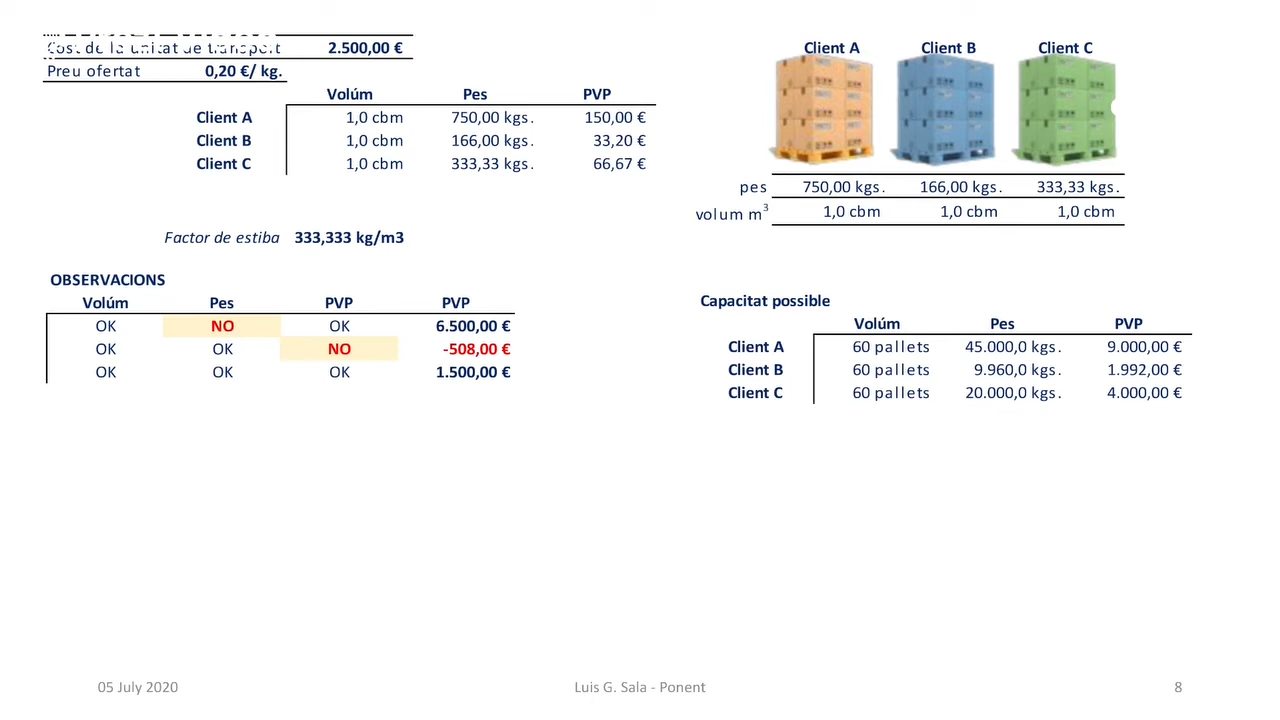 Cost de la unitat de transport 2.500,00 €
Preu ofertat 0,20 €/ kg.
Volúm Pes PVP
Client A 1,0 cbm 750,00 kgs. 150,00 €
Client B 1,0 cbm 166,00 kgs. 33,20 €
Client C 1,0 cbm 333,33 kgs. 66,67 €
Factor de estiba 333,333 kg/m3
OBSERVACIONS
Volúm Pes PVP PVP
OK NO OK 6.500,00 €
OK OK NO -508,00 €
OK OK OK 1.500,00 €
Client A Client B Client C
pes 750,00 kgs. 166,00 kgs. 333,33 kgs.
volum m3 1,0 cbm 1,0 cbm 1,0 cbm
Capacitat possible
Volúm Pes PVP
Client A 60 pallets 45.000,0 kgs. 9.000,00 €
Client B 60 pallets 9.960,0 kgs. 1.992,00 €
Client C 60 pallets 20.000,0 kgs. 4.000,00 €
05 July 2020 Luis G. Sala - Ponent 8